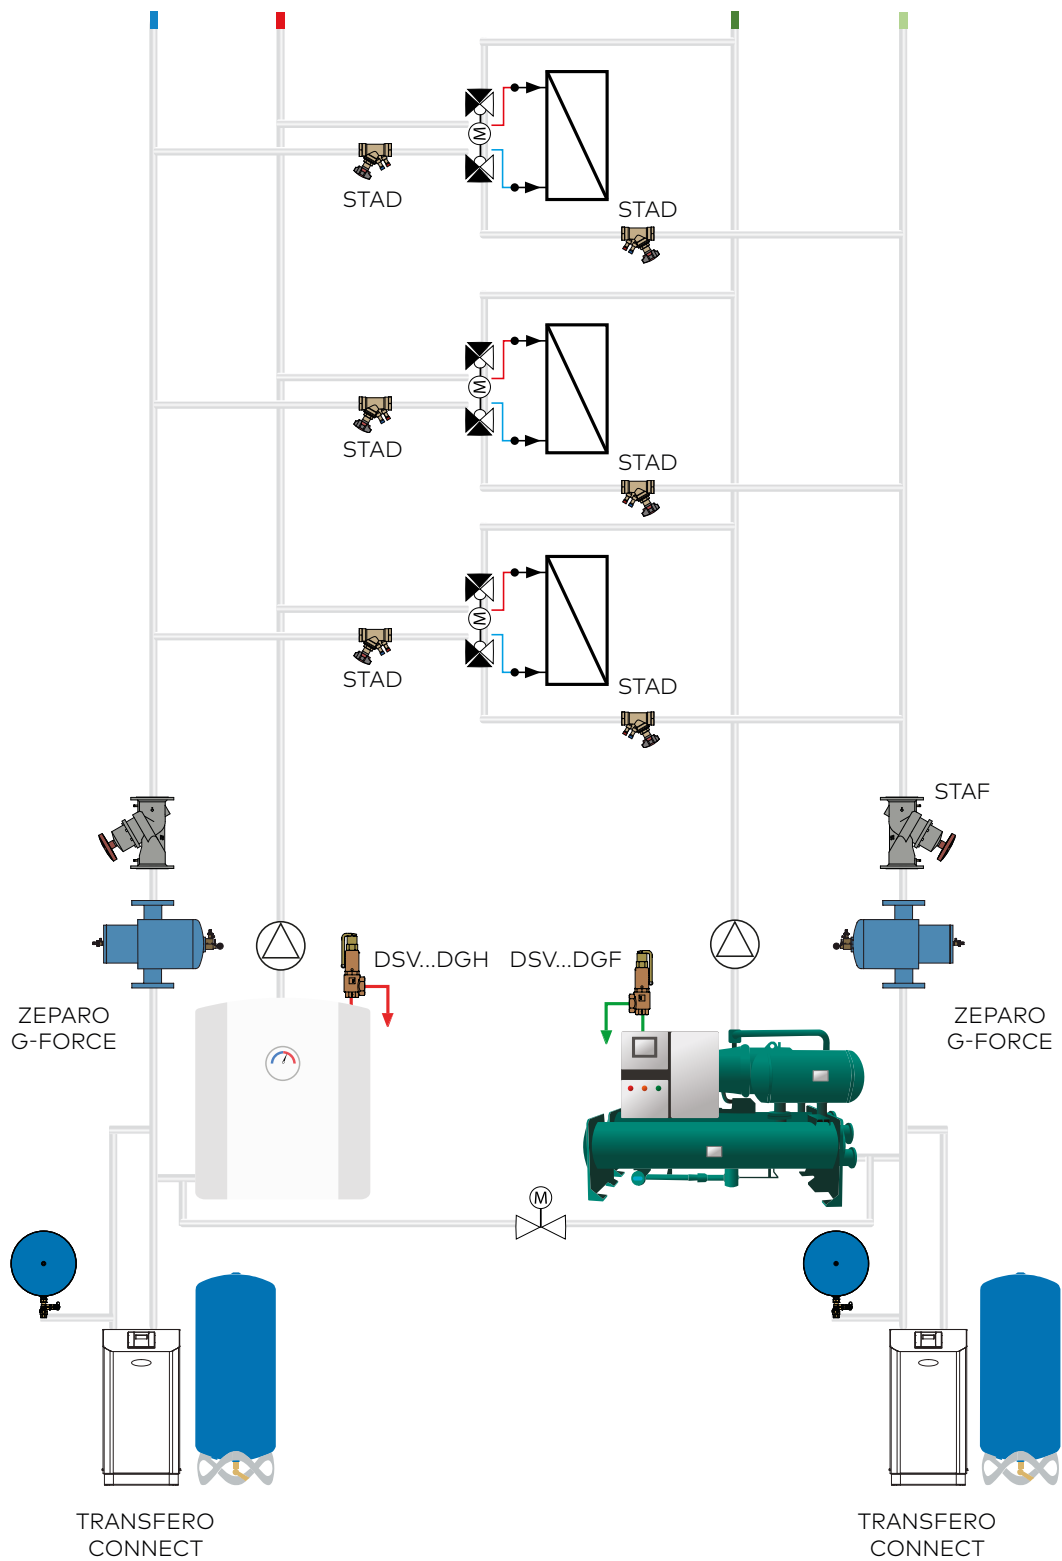 M
STAD
STAD
M
STAD
STAD
M
STAD
STAD
STAF
DSV...DGH
DSV...DGF
ZEPARO
G-FORCE
ZEPARO
G-FORCE
M
TRANSFERO
CONNECT
TRANSFERO
CONNECT